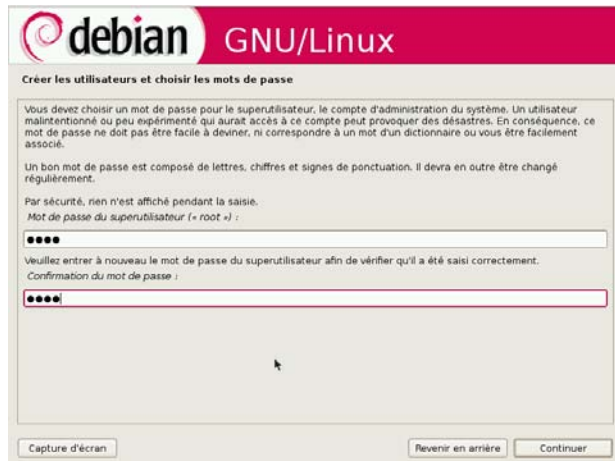 debian GNU/Linux
Créer les utilisateurs et choisir les mots de passe
Vous devez choisir un mot de passe pour le superutilisateur, le compte d'administration du système. Un utilisateur
malintentionné ou peu expérimenté qui aurait accès à ce compte peut provoquer des désastres. En conséquence, ce
mot de passe ne doit pas être facile à deviner, ni correspondre à un mot d'un dictionnaire ou vous être facilement
associé.
Un bon mot de passe est composé de lettres, chiffres et signes de ponctuation. Il devra en outre être changé
régulièrement.
Par sécurité, rien n'est affiché pendant la saisie.
Mot de passe du superutilisateur (« root ») :
●●●●
Veuillez entrer à nouveau le mot de passe du superutilisateur afin de vérifier qu'il a été saisi correctement.
Confirmation du mot de passe :
●●●●
Capture d'écran
Revenir en arrière
Continuer